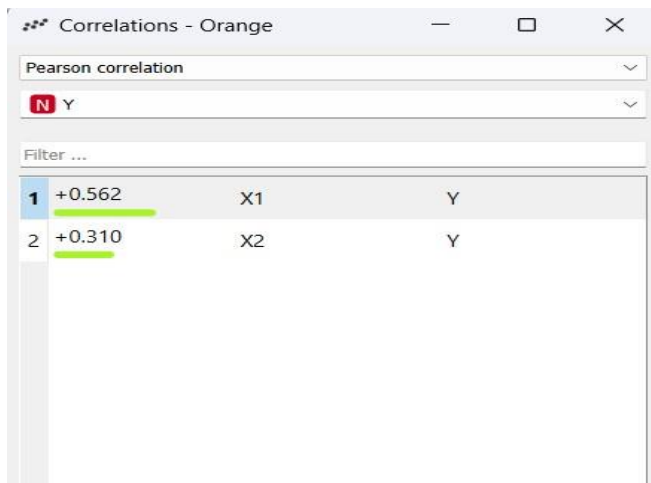 Correlations - Orange
Pearson correlation
N Y
Filter ...
1 +0.562 X1 Y
2 +0.310 X2 Y